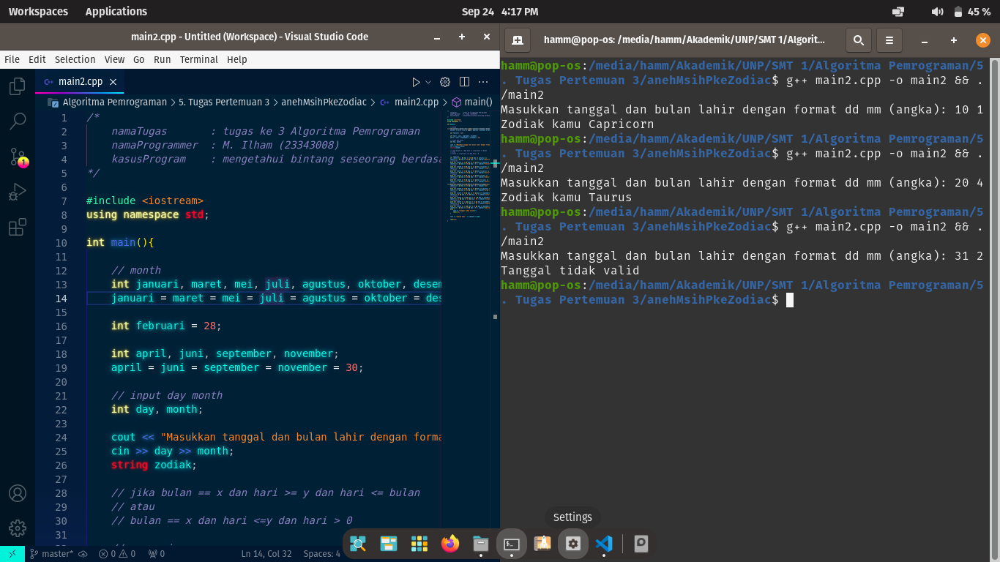 Workspaces Applications Sep 24 4:17 PM 45 %
main2.cpp - Untitled (Workspace) - Visual Studio Code
File Edit Selection View Go Run Terminal Help
main2.cpp
Algoritma Pemrograman > 5. Tugas Pertemuan 3 > anehMsihPkeZodiac > main2.cpp > main()
1 /*
2 namaTugas : tugas ke 3 Algoritma Pemrograman
3 namaProgrammer : M. Ilham (23343008)
4 kasusProgram : mengetahui bintang seseorang berdasa
5 */
6
7 #include <iostream>
8 using namespace std;
9
10 int main(){
11
12 // month
13 int januari, maret, mei, juli, agustus, oktober, desem
14 januari = maret = mei = juli = agustus = oktober = des
15
16 int februari = 28;
17
18 int april, juni, september, november;
19 april = juni = september = november = 30;
20
21 // input day month
22 int day, month;
23
24 cout << "Masukkan tanggal dan bulan lahir dengan forma
25 cin >> day >> month;
26 string zodiak;
27
28 // jika bulan == x dan hari >= y dan hari <= bulan
29 // atau
30 // bulan == x dan hari <=y dan hari > 0
31
1
master* 0 0 0 Ln 14, Col 32 Spaces: 4
hamm@pop-os: /media/hamm/Akademik/UNP/SMT 1/Algorit...
hamm@pop-os:/media/hamm/Akademik/UNP/SMT 1/Algoritma Pemrograman/5
. Tugas Pertemuan 3/anehMsihPkeZodiac$ g++ main2.cpp -o main2 && .
/main2
Masukkan tanggal dan bulan lahir dengan format dd mm (angka): 10 1
Zodiak kamu Capricorn
hamm@pop-os:/media/hamm/Akademik/UNP/SMT 1/Algoritma Pemrograman/5
. Tugas Pertemuan 3/anehMsihPkeZodiac$ g++ main2.cpp -o main2 && .
/main2
Masukkan tanggal dan bulan lahir dengan format dd mm (angka): 20 4
Zodiak kamu Taurus
hamm@pop-os:/media/hamm/Akademik/UNP/SMT 1/Algoritma Pemrograman/5
. Tugas Pertemuan 3/anehMsihPkeZodiac$ g++ main2.cpp -o main2 && .
/main2
Masukkan tanggal dan bulan lahir dengan format dd mm (angka): 31 2
Tanggal tidak valid
hamm@pop-os:/media/hamm/Akademik/UNP/SMT 1/Algoritma Pemrograman/5
. Tugas Pertemuan 3/anehMsihPkeZodiac$
Settings